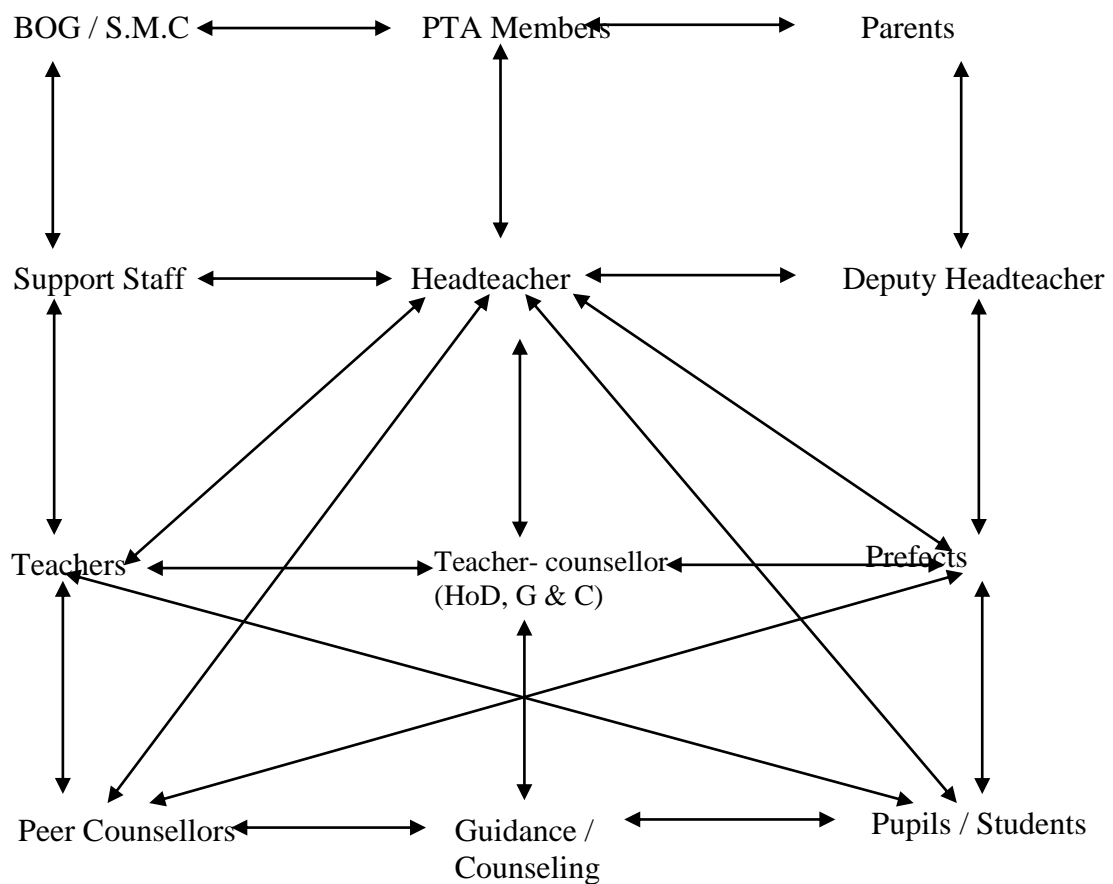 BOG / S.M.C
PTA Members
Parents
Support Staff
Headteacher
Deputy Headteacher
Teachers
Teacher- counsellor
(HoD, G & C)
Prefects
Peer Counsellors
Guidance /
Counseling
Pupils / Students